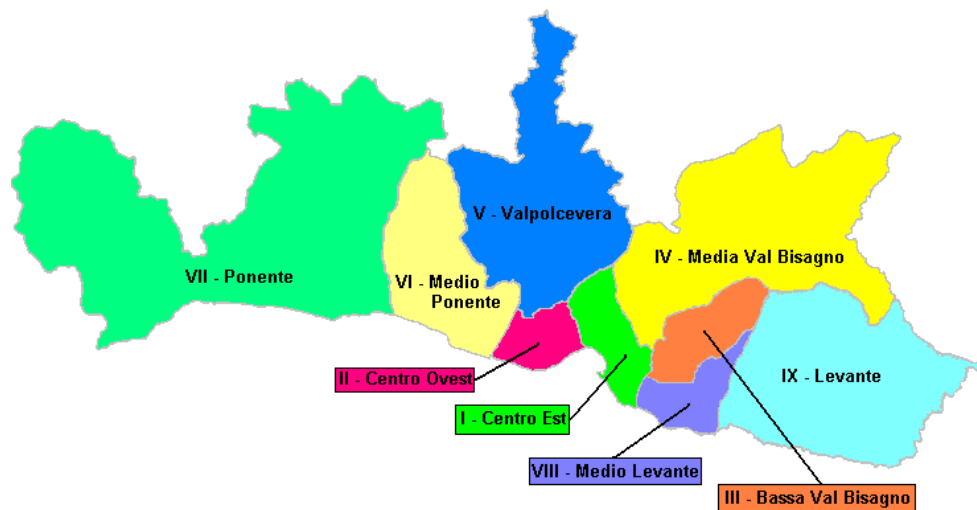 V - Valpolcevera
IV - Media Val Bisagno
VII - Ponente
VI - Medio
Ponente
II - Centro Ovest
IX - Levante
I - Centro Est
VIII - Medio Levante
III - Bassa Val Bisagno